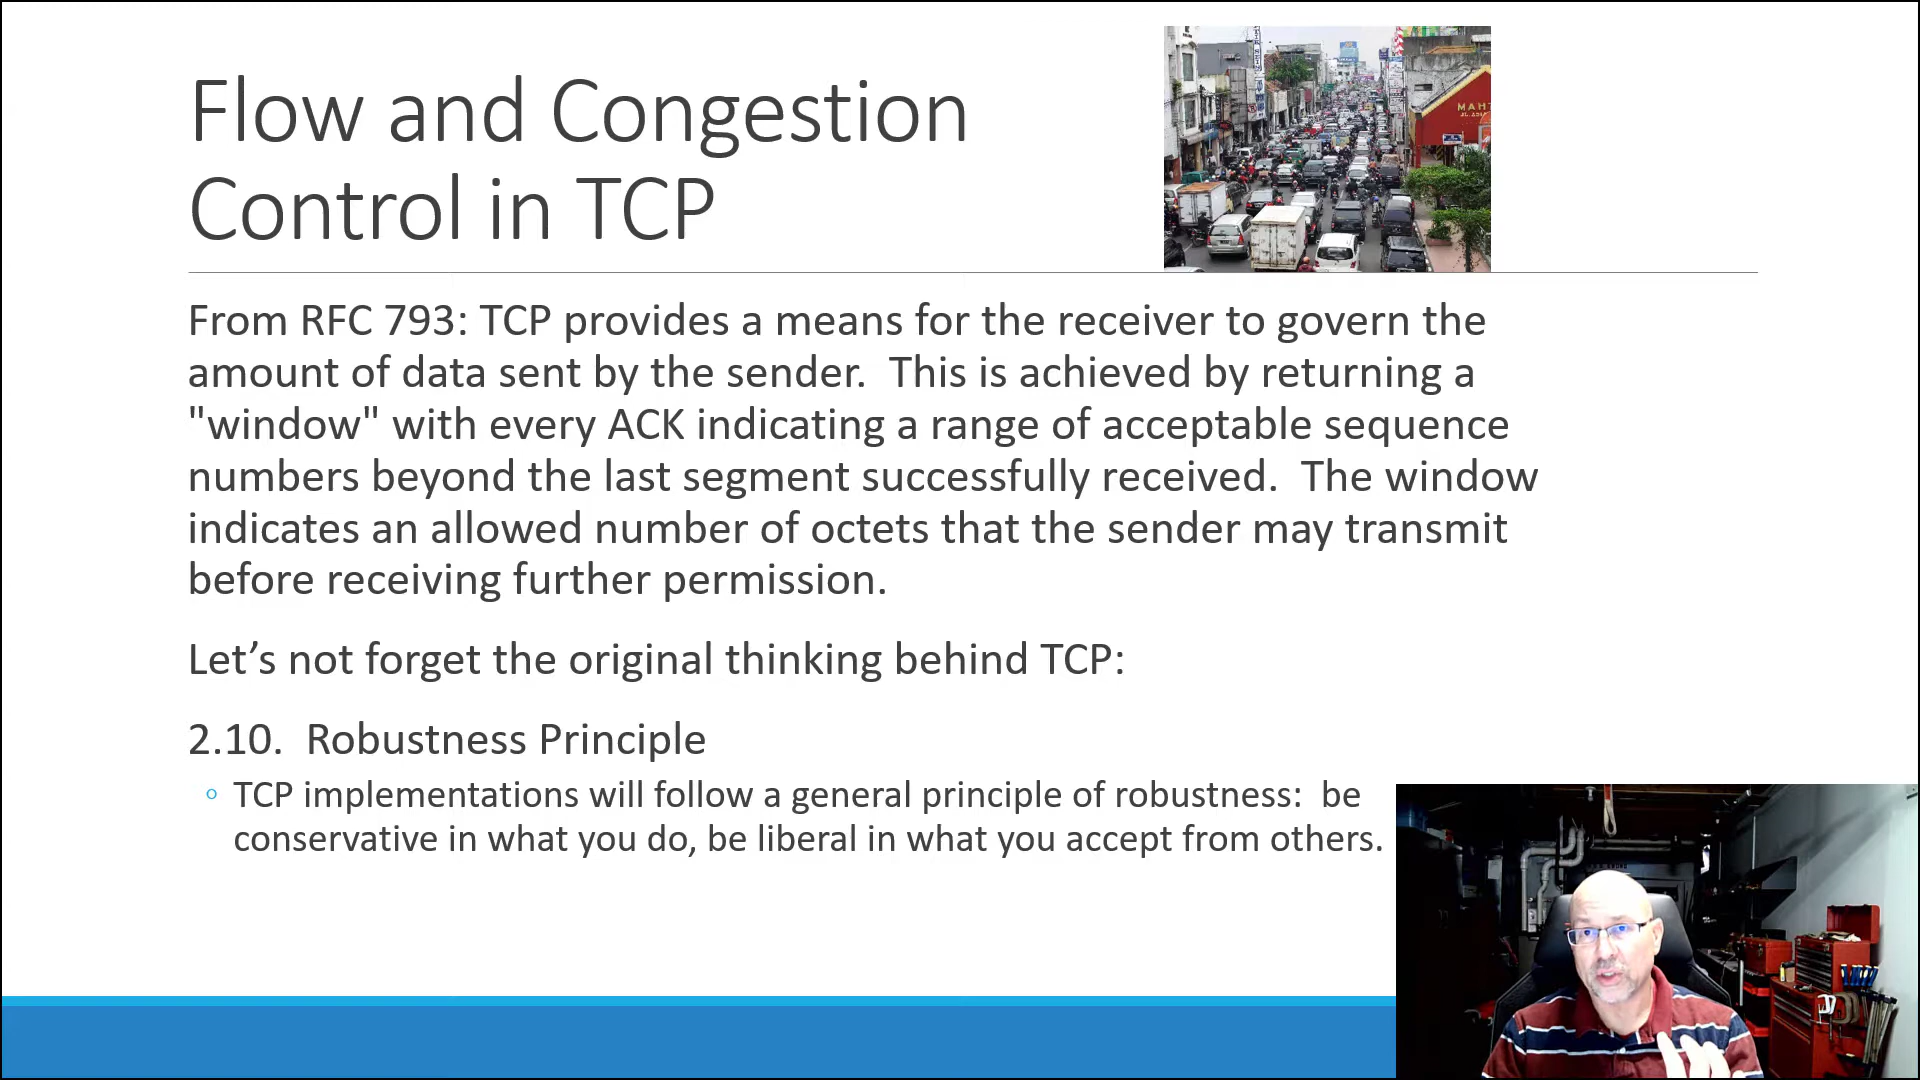 Flow and Congestion
Control in TCP
MAH
From RFC 793: TCP provides a means for the receiver to govern the
amount of data sent by the sender.  This is achieved by returning a
"window" with every ACK indicating a range of acceptable sequence
numbers beyond the last segment successfully received.  The window
indicates an allowed number of octets that the sender may transmit
before receiving further permission.
Let’s not forget the original thinking behind TCP:
2.10.  Robustness Principle
◦ TCP implementations will follow a general principle of robustness:  be
conservative in what you do, be liberal in what you accept from others.